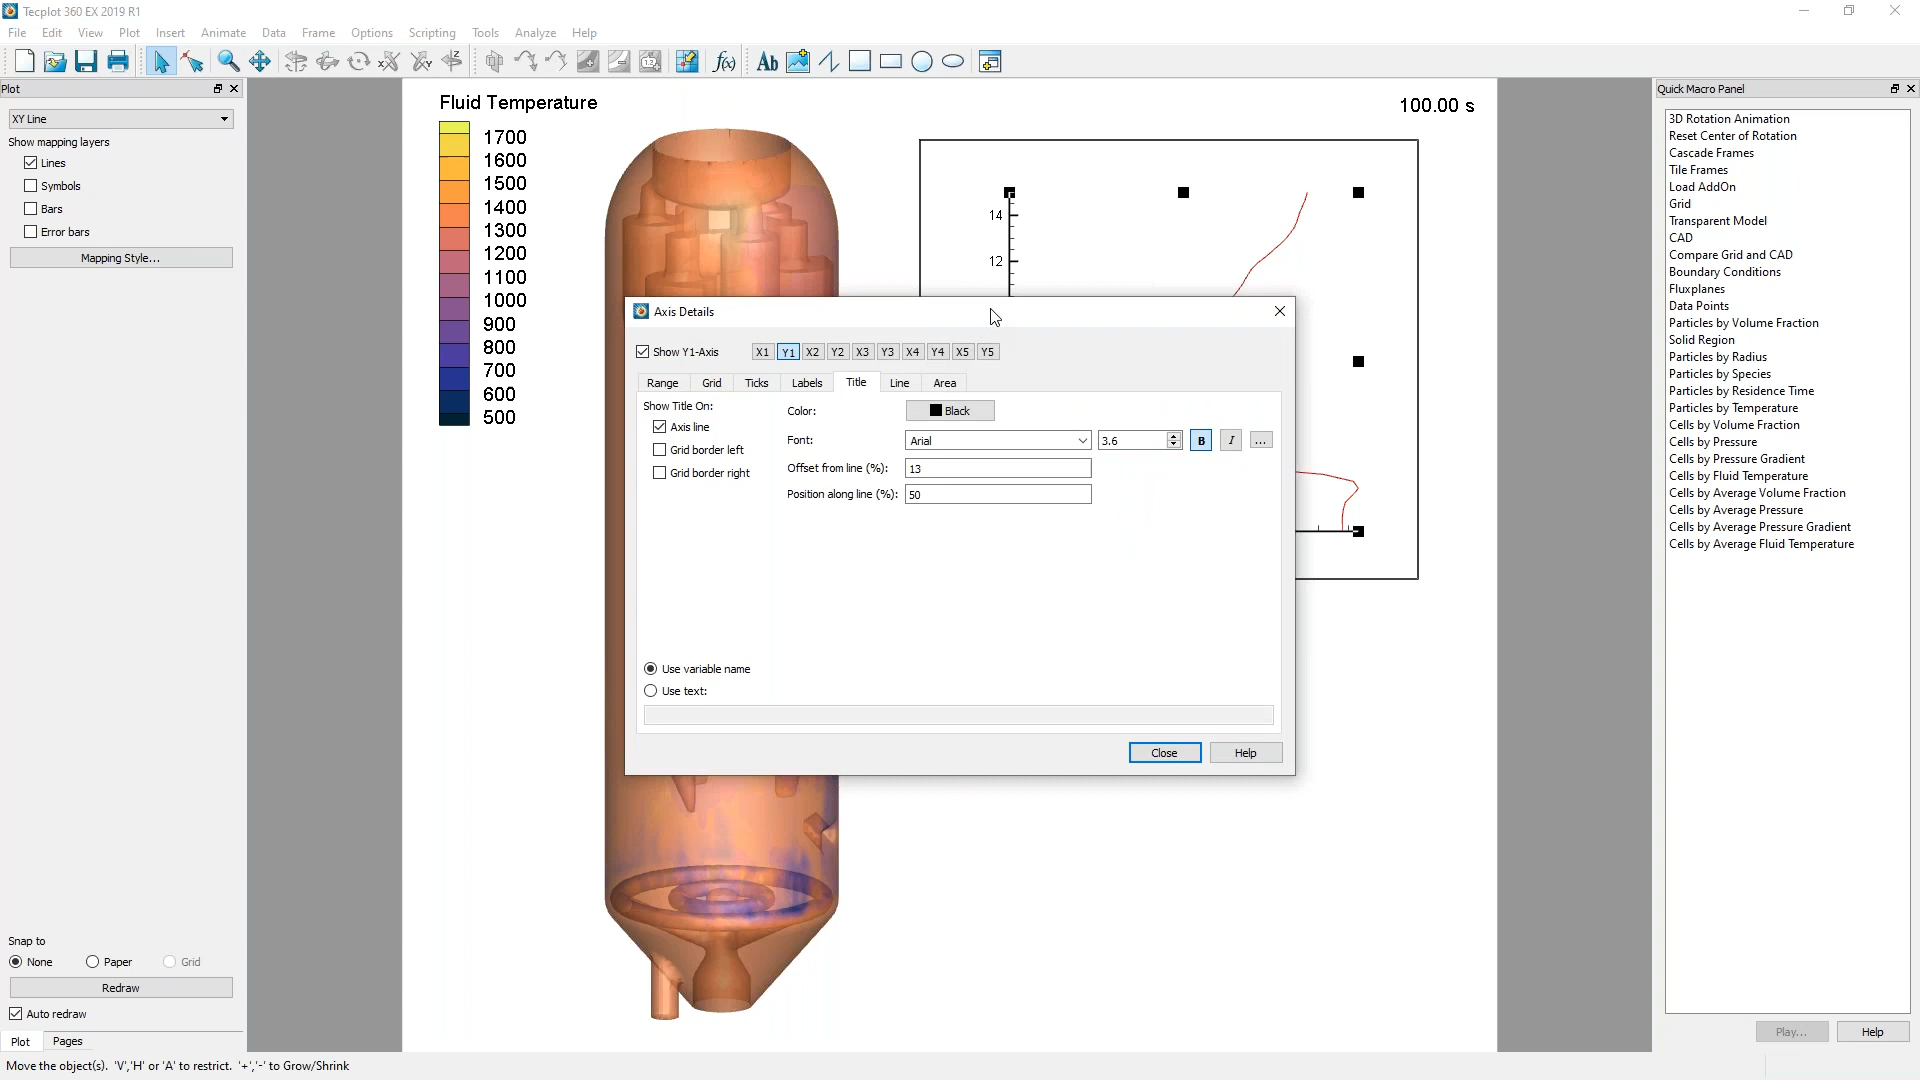 Tecplot 360 EX 2019 R1
File Edit View Plot Insert Animate Data Frame Options Scripting Tools Analyze Help
1.2 Ab f(x)
Plot
XY Line
Show mapping layers
Lines
Symbols
Bars
Error bars
Mapping Style...
Snap to
None Paper Grid
Redraw
Auto redraw
Plot Pages
Move the object(s). 'V','H' or 'A' to restrict. '+','-' to Grow/Shrink
Fluid Temperature
1700
1600
1500
1400
1300
1200
1100
1000
900
800
700
600
500
100.00 s
14
12
Axis Details
Show Y1-Axis X1 Y1 X2 Y2 X3 Y3 X4 Y4 X5 Y5
Range Grid Ticks Labels Title Line Area
Show Title On:
Axis line
Grid border left
Grid border right
Color: Black
Font: Arial 3.6 B I ...
Offset from line (%): 13
Position along line (%): 50
Use variable name
Use text:
Close Help
Quick Macro Panel
3D Rotation Animation
Reset Center of Rotation
Cascade Frames
Tile Frames
Load AddOn
Grid
Transparent Model
CAD
Compare Grid and CAD
Boundary Conditions
Fluxplanes
Data Points
Particles by Volume Fraction
Solid Region
Particles by Radius
Particles by Species
Particles by Residence Time
Particles by Temperature
Cells by Volume Fraction
Cells by Pressure
Cells by Pressure Gradient
Cells by Fluid Temperature
Cells by Average Volume Fraction
Cells by Average Pressure
Cells by Average Pressure Gradient
Cells by Average Fluid Temperature
Play... Help